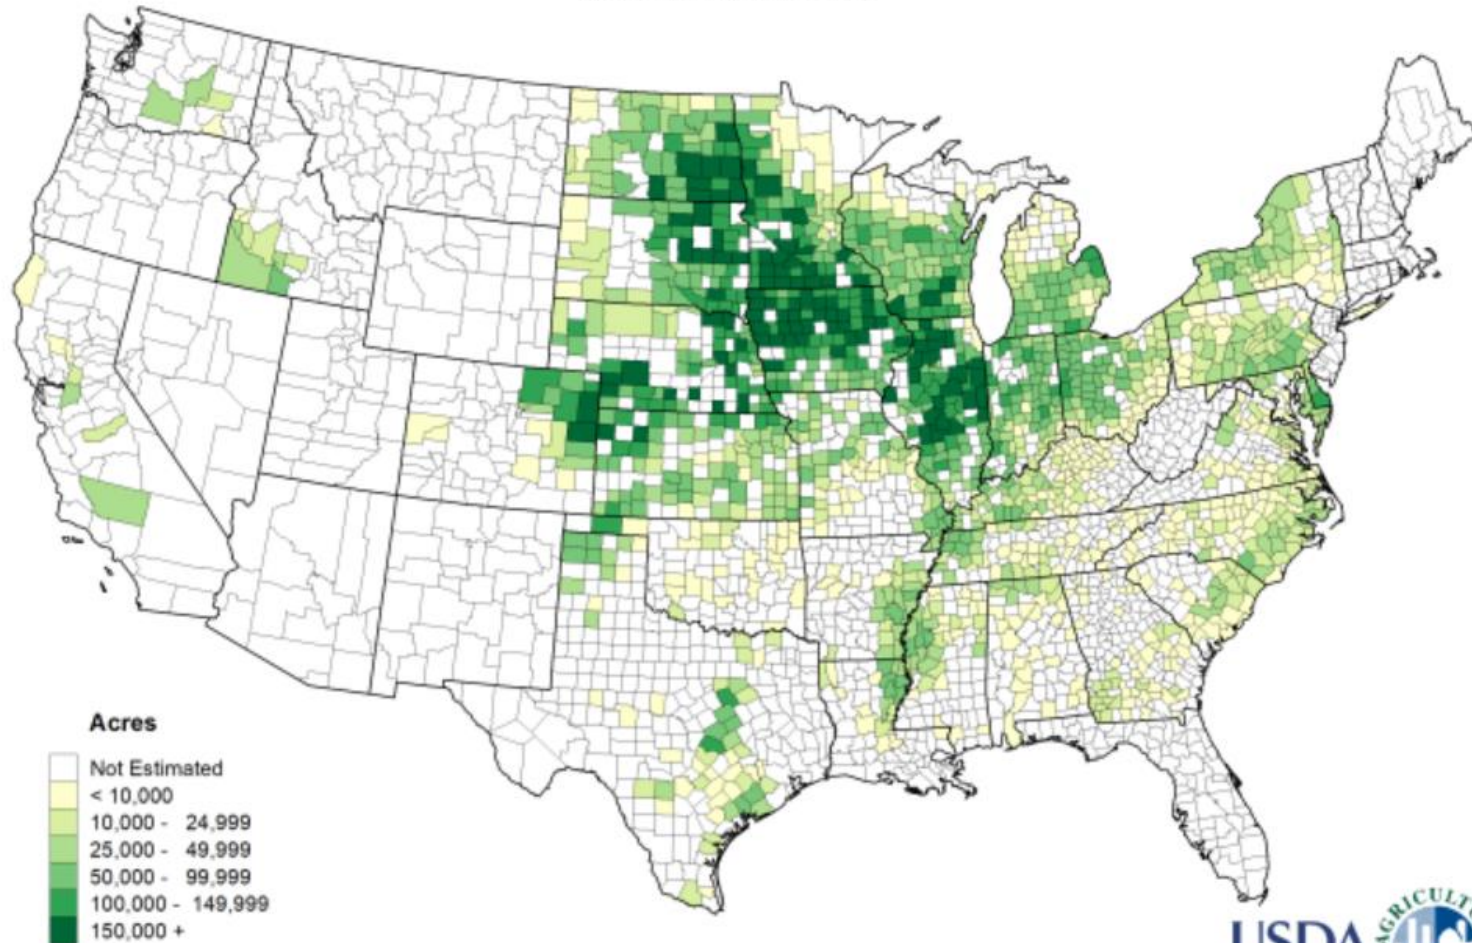 Acres
Not Estimated
< 10,000
10,000 - 24,999
25,000 - 49,999
50,000 - 99,999
100,000 - 149,999
150,000 +
USDA